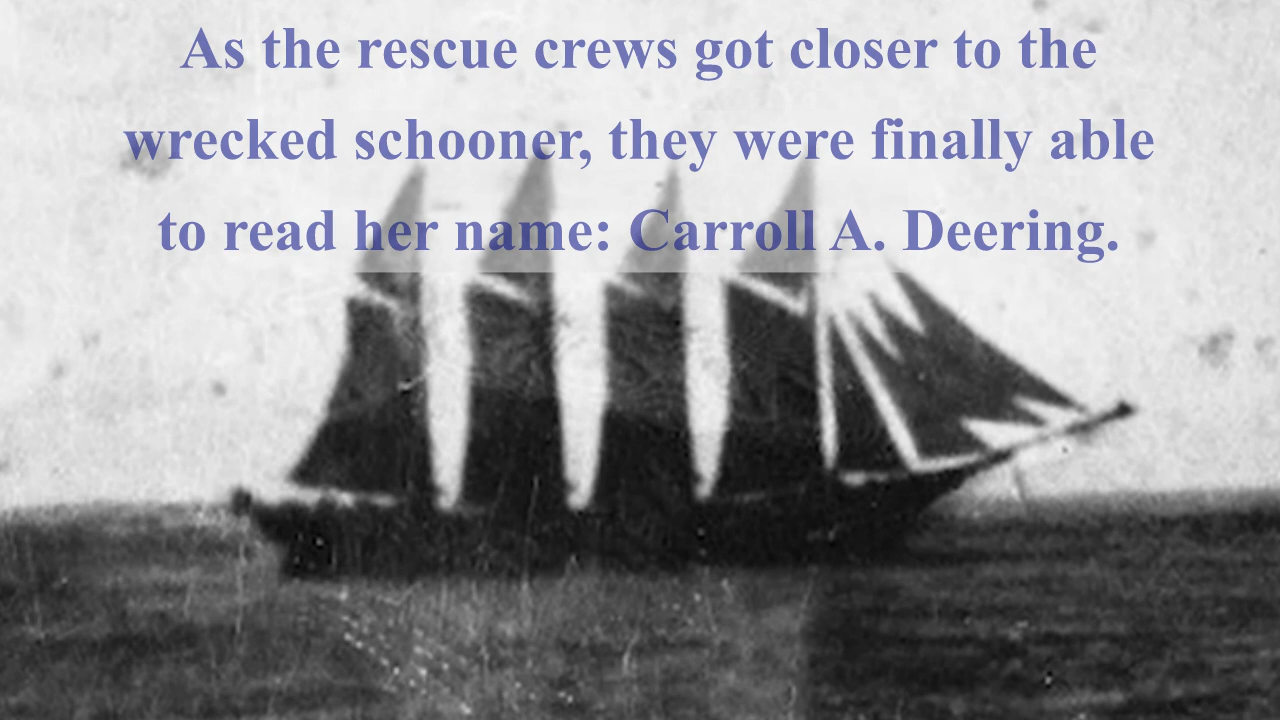 As the rescue crews got closer to the
wrecked schooner, they were finally able
to read her name: Carroll A. Deering.